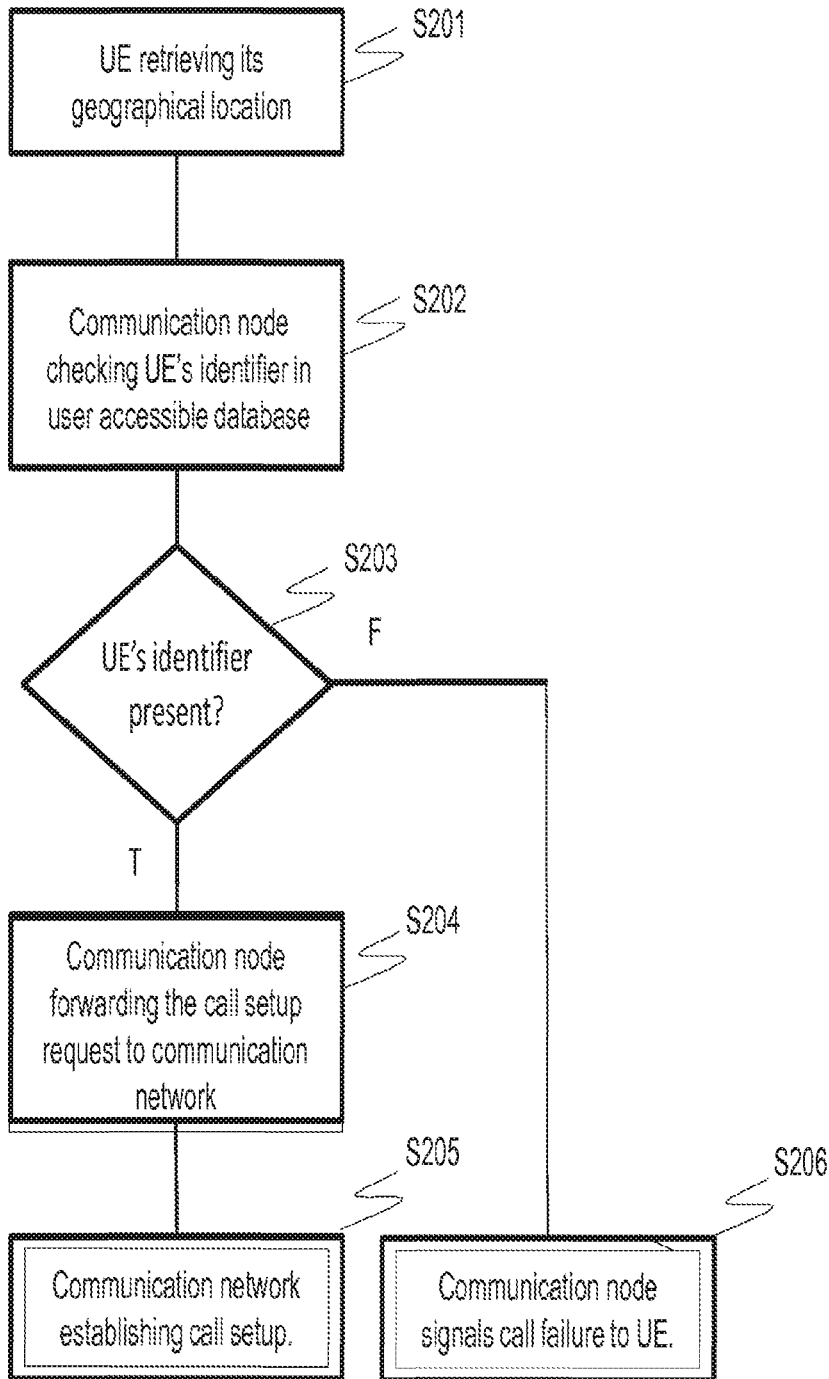 S201
UE retrieving its
geographical location
S202
Communication node
checking UE's identifier in
user accessible database
S203
UE's identifier
present?
F
T
S204
Communication node
forwarding the call setup
request to communication
network
S205
Communication network
establishing call setup.
S206
Communication node
signals call failure to UE.